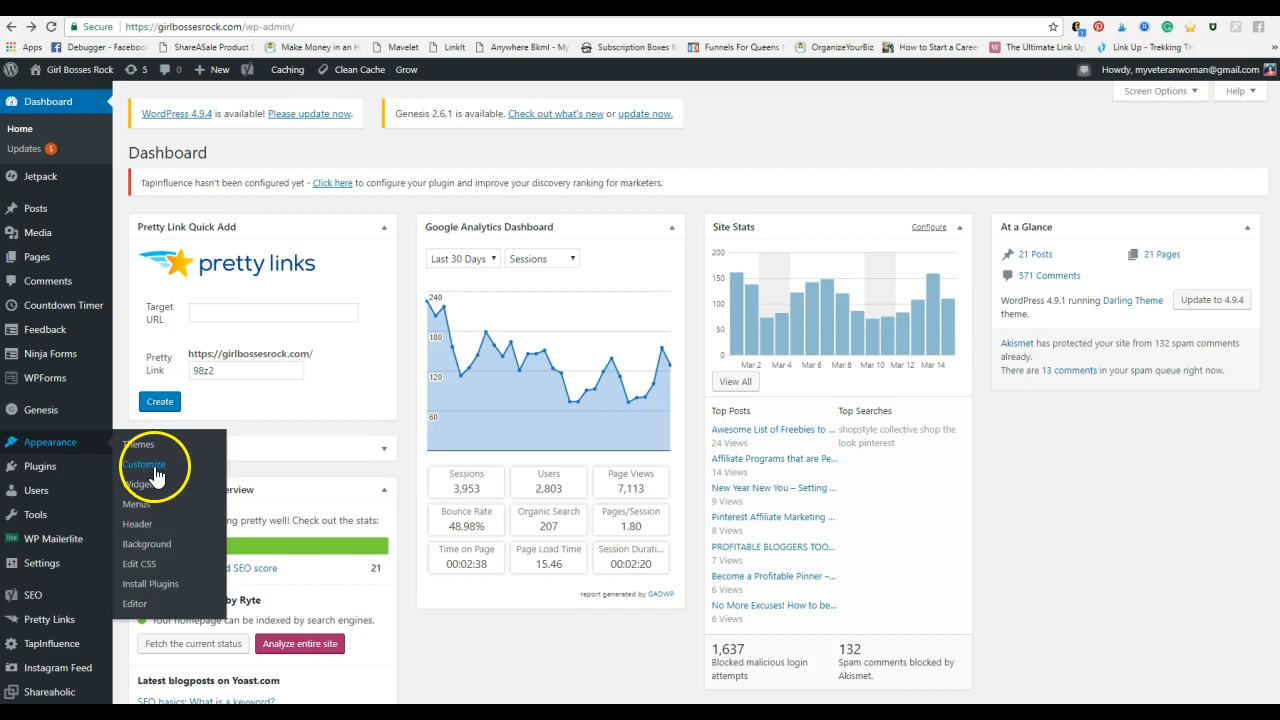 Secure
https://girlbossesrock.com/wp-admin/
Apps
Debugger - Faceboo
ShareASale Product
Make Money in an H
Mavelet
LinkIt
Anywhere Bkml - My
Subscription Boxes fo
Funnels For Queens
OrganizeYourBiz
How to Start a Caree
The Ultimate Link Up
Link Up - Trekking Th
»
Girl Bosses Rock
5
0
+ New
Caching
Clean Cache
Grow
Howdy, myveteranwoman@gmail.com
Dashboard
Home
Updates 5
Jetpack
Posts
Media
Pages
Comments
Countdown Timer
Feedback
Ninja Forms
WPForms
Genesis
Appearance
Plugins
Users
Tools
WP Mailerlite
Settings
SEO
Pretty Links
TapInfluence
Instagram Feed
Shareaholic
Themes
Customize
Widgets
Menus
Header
Background
Edit CSS
Install Plugins
Editor
Screen Options ▼
Help ▼
WordPress 4.9.4 is available! Please update now.
Genesis 2.6.1 is available. Check out what's new or update now.
Dashboard
TapInfluence hasn't been configured yet - Click here to configure your plugin and improve your discovery ranking for marketers.
Pretty Link Quick Add
pretty links
Target
URL
Pretty
Link
https://girlbossesrock.com/
98z2
Create
erview
ng pretty well! Check out the stats:
d SEO score
21
by Ryte
Your homepage can be indexed by search engines.
Fetch the current status
Analyze entire site
Latest blogposts on Yoast.com
SEO basics: What is a keyword?
Google Analytics Dashboard
Last 30 Days
Sessions
240
180
120
60
Sessions
3,953
Users
2,803
Page Views
7,113
Bounce Rate
48.98%
Organic Search
207
Pages/Session
1.80
Time on Page
00:02:38
Page Load Time
15.46
Session Durati...
00:02:20
report generated by GADWP
Site Stats
Configure
200
150
100
50
0
Mar 2
Mar 4
Mar 6
Mar 8
Mar 10
Mar 12
Mar 14
View All
Top Posts
Awesome List of Freebies to ...
24 Views
Affiliate Programs that are Pe...
14 Views
New Year New You – Setting ...
9 Views
Pinterest Affiliate Marketing ...
8 Views
PROFITABLE BLOGGERS TOO...
7 Views
Become a Profitable Pinner –...
6 Views
No More Excuses! How to be...
6 Views
Top Searches
shopstyle collective shop the
look pinterest
1,637
Blocked malicious login
attempts
132
Spam comments blocked by
Akismet.
At a Glance
21 Posts
21 Pages
571 Comments
WordPress 4.9.1 running Darling Theme
theme.
Update to 4.9.4
Akismet has protected your site from 132 spam comments
already.
There are 13 comments in your spam queue right now.